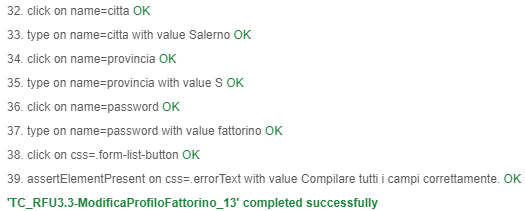 32. click on name=citta OK
33. type on name=citta with value Salerno OK
34. click on name=provincia OK
35. type on name=provincia with value S OK
36. click on name=password OK
37. type on name=password with value fattorino OK
38. click on css=.form-list-button OK
39. assertElementPresent on css=.errorText with value Compilare tutti i campi correttamente. OK
'TC_RFU3.3-ModificaProfiloFattorino_13' completed successfully